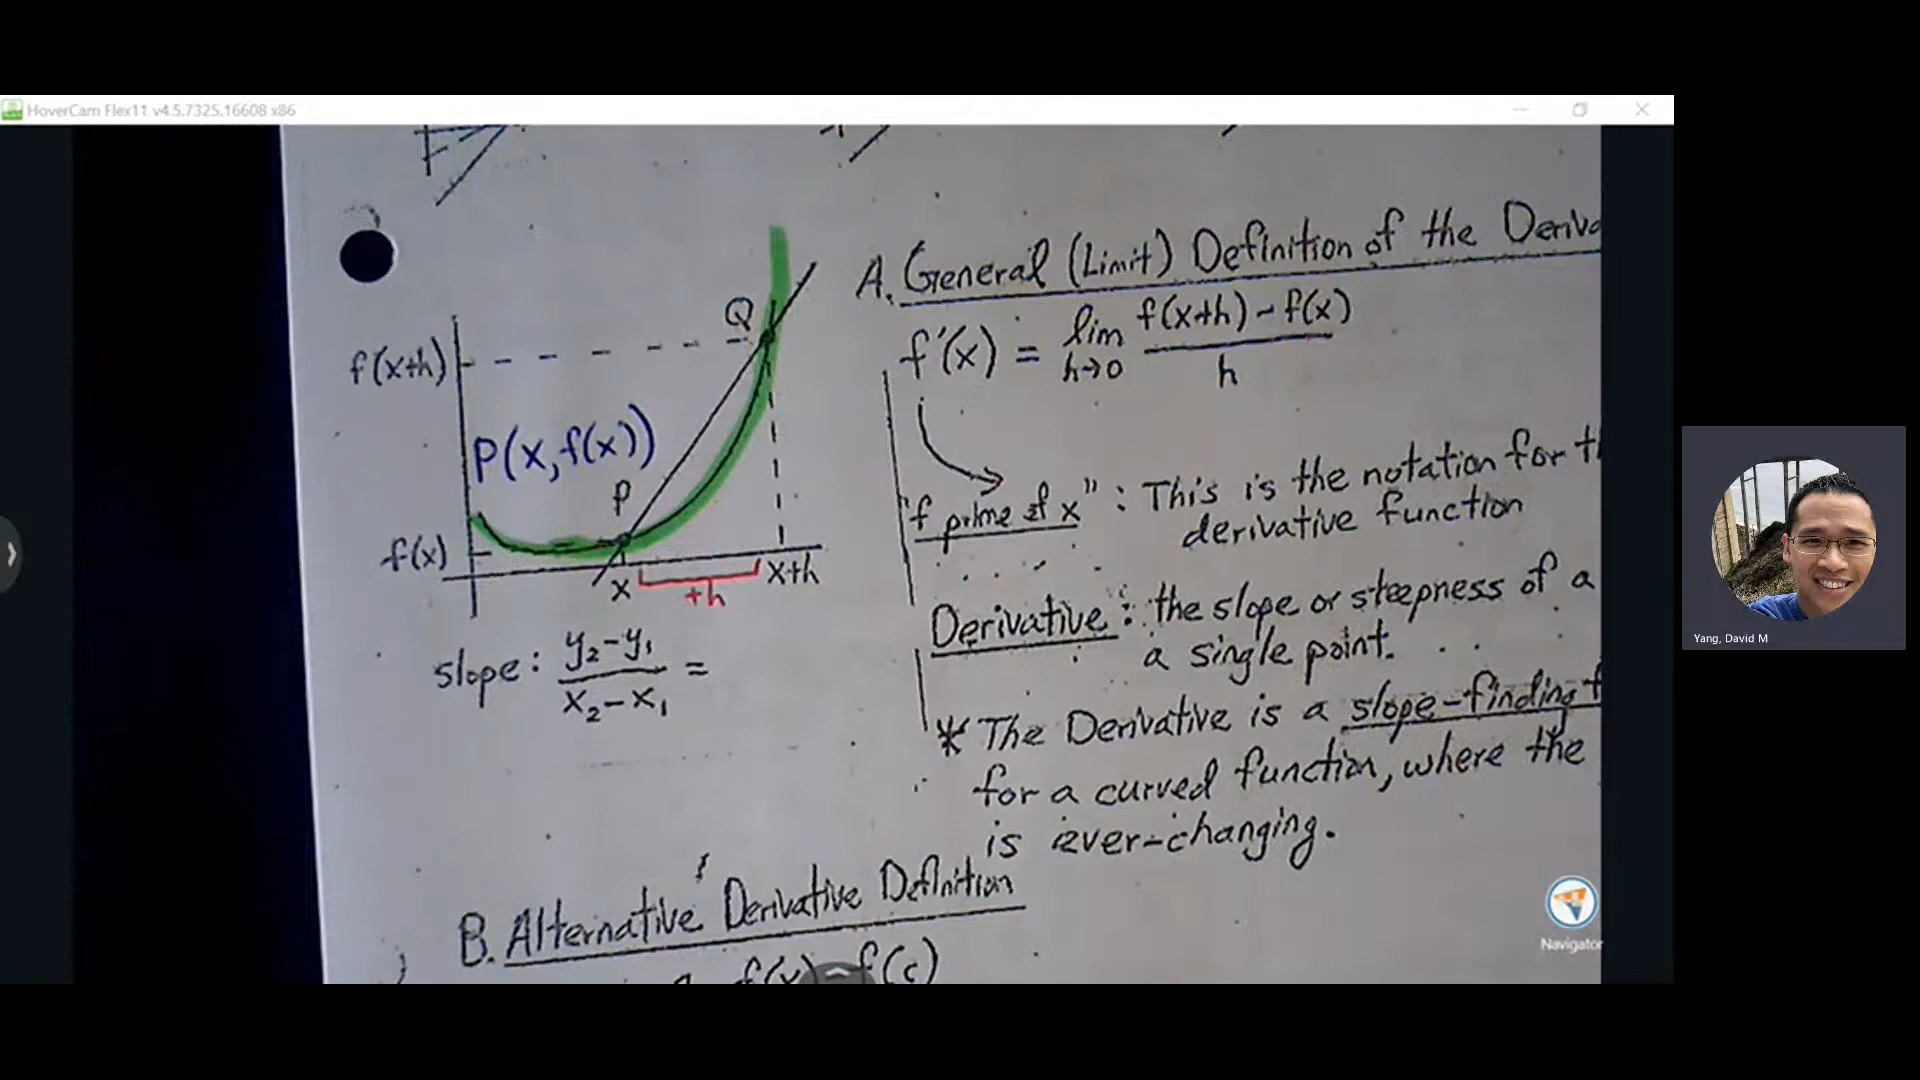 HoverCam Flex11 v4.5.7325.16608 x86
A. General (Limit) Definition of the Deriva
f'(x) = lim h→0 f(x+h) - f(x) / h
"f prime of x" : This is the notation for th
derivative function
Derivative : the slope or steepness of a
a single point.
* The Derivative is a slope-finding f
for a curved function, where the
is ever-changing.
Q
f(x+h)
P(x, f(x))
P
f(x)
x
+h
x+h
slope : y₂ - y₁ / x₂ - x₁ =
B. Alternative Derivative Definition
f(x) - f(c)
Navigator
Yang, David M